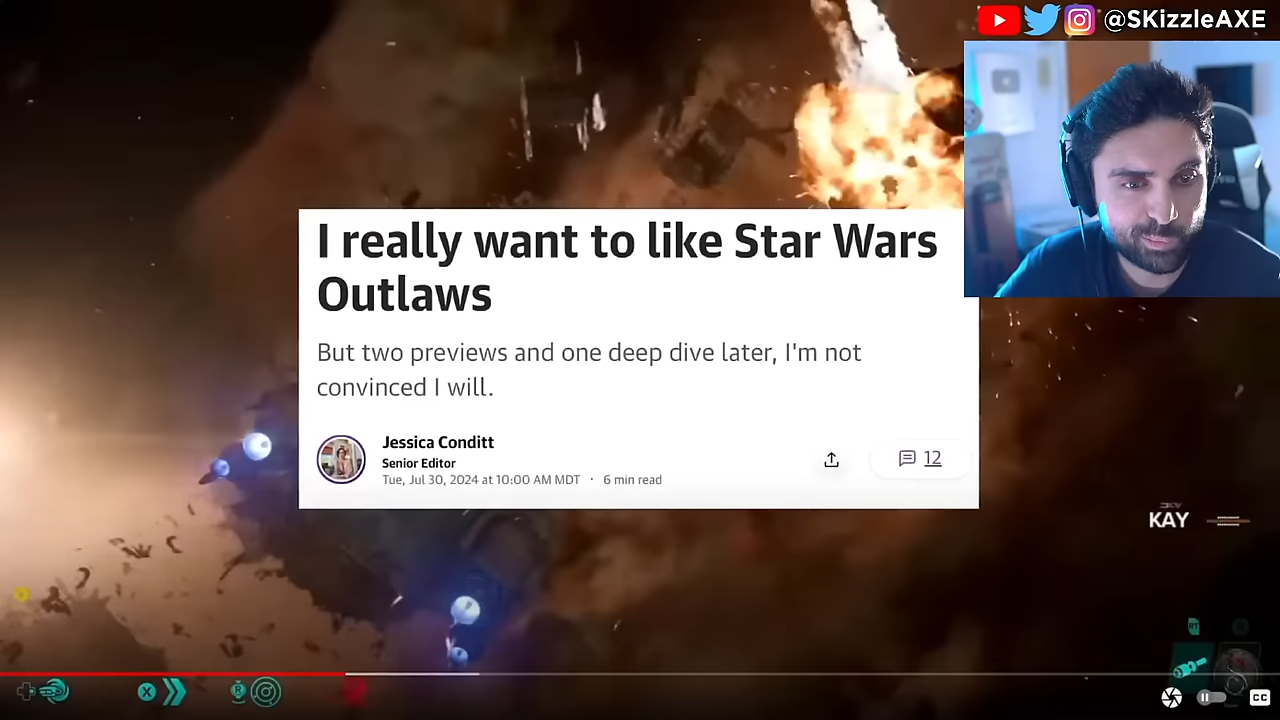 @SKizzleAXE
I really want to like Star Wars
Outlaws
But two previews and one deep dive later, I'm not
convinced I will.
Jessica Conditt
Senior Editor
Tue, Jul 30, 2024 at 10:00 AM MDT · 6 min read
12
KAY
RT
X
R
CC